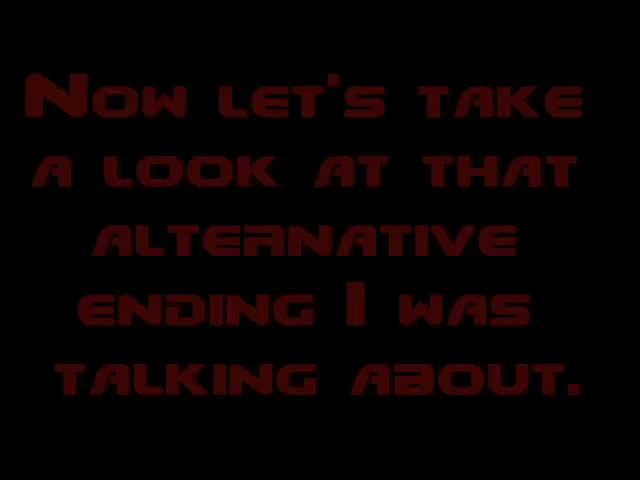 Now let's take
a look at that
alternative
ending I was
talking about.